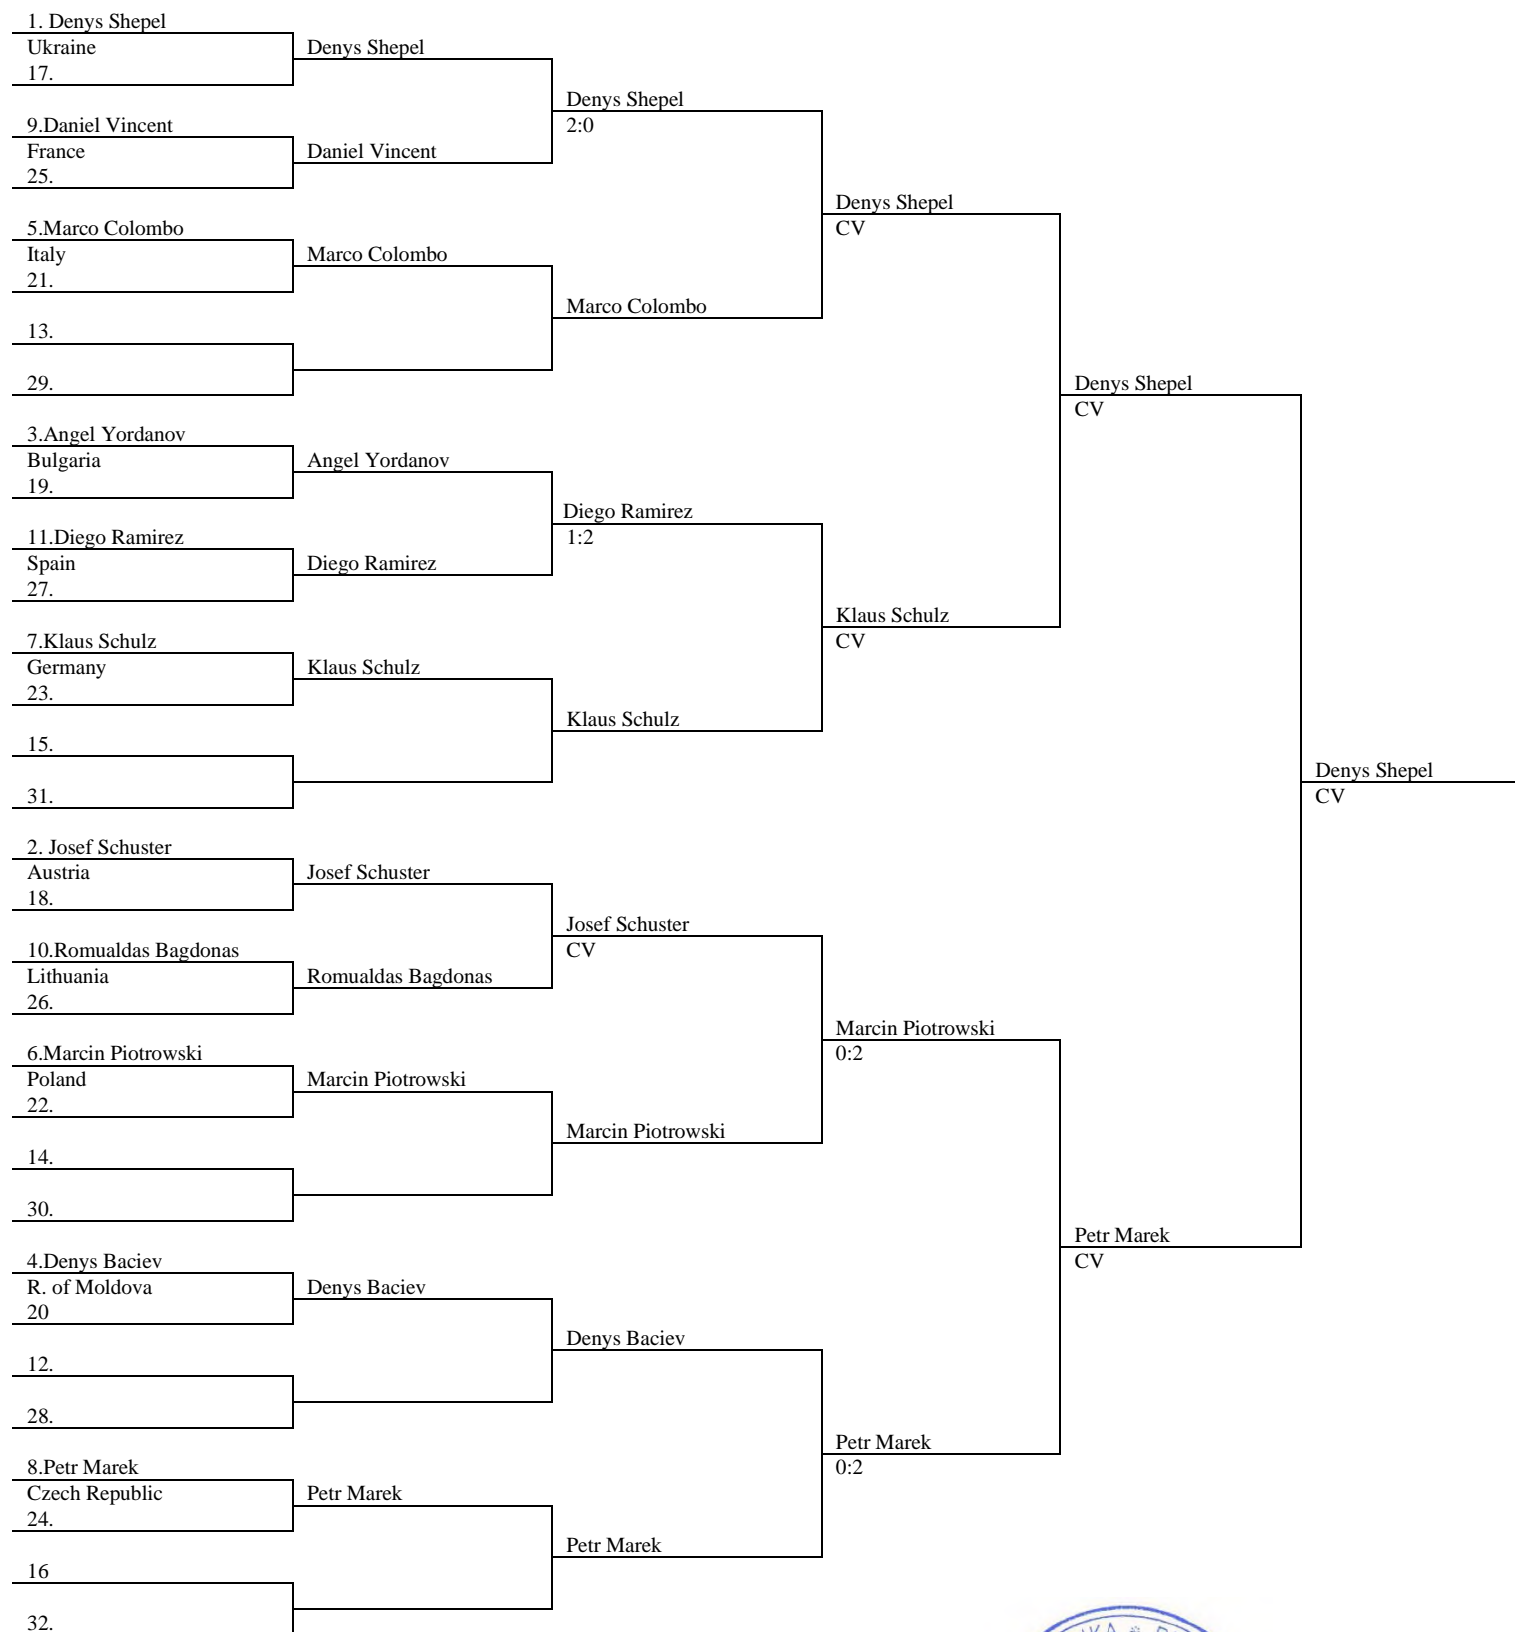 1. Denys Shepel
Ukraine
17.
9.Daniel Vincent
France
25.
5.Marco Colombo
Italy
21.
13.
29.
3.Angel Yordanov
Bulgaria
19.
11.Diego Ramirez
Spain
27.
7.Klaus Schulz
Germany
23.
15.
31.
2. Josef Schuster
Austria
18.
10.Romualdas Bagdonas
Lithuania
26.
6.Marcin Piotrowski
Poland
22.
14.
30.
4.Denys Baciev
R. of Moldova
20
12.
28.
8.Petr Marek
Czech Republic
24.
16
32.
Denys Shepel
Daniel Vincent
Marco Colombo
Angel Yordanov
Diego Ramirez
Klaus Schulz
Josef Schuster
Romualdas Bagdonas
Marcin Piotrowski
Denys Baciev
Petr Marek
Denys Shepel
2:0
Marco Colombo
Diego Ramirez
1:2
Klaus Schulz
Josef Schuster
CV
Marcin Piotrowski
Denys Baciev
Petr Marek
Denys Shepel
CV
Klaus Schulz
CV
Marcin Piotrowski
0:2
Petr Marek
0:2
Denys Shepel
CV
Petr Marek
CV
Denys Shepel
CV